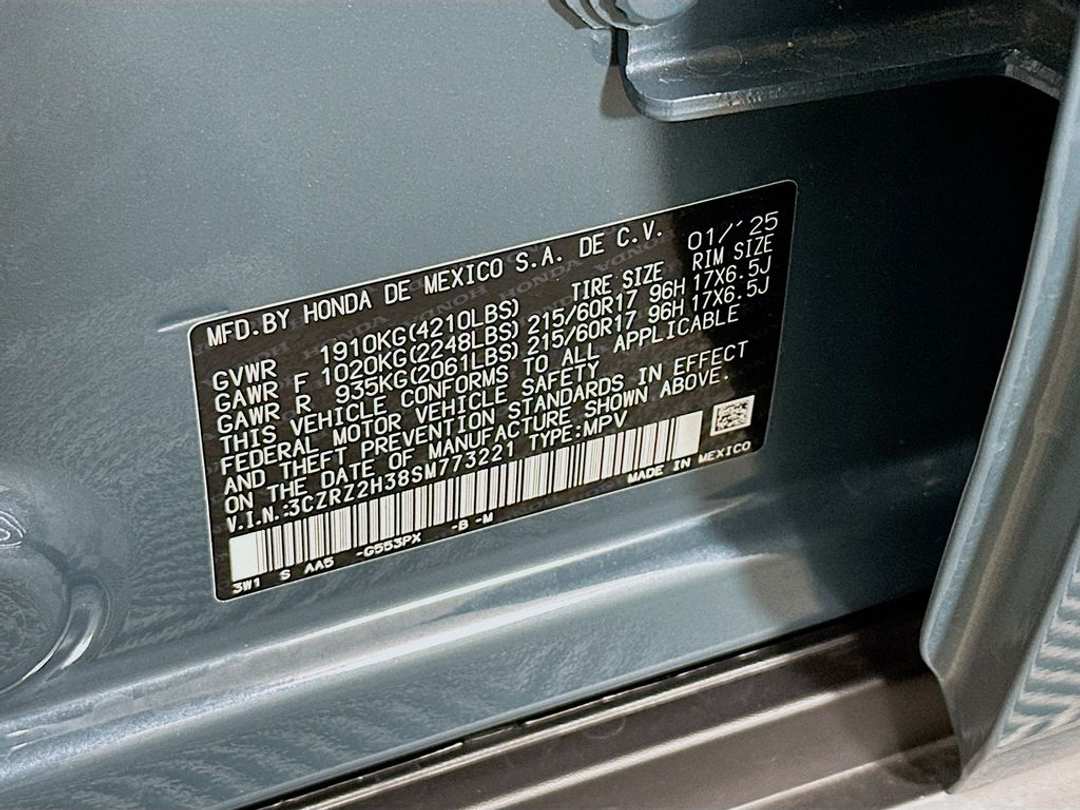 MFD.BY HONDA DE MEXICO S.A. DE C.V. 01/'25
TIRE SIZE RIM SIZE
GVWR 1910KG(4210LBS)
GAWR F 1020KG(2248LBS) 215/60R17 96H 17X6.5J
GAWR R 935KG(2061LBS) 215/60R17 96H 17X6.5J
THIS VEHICLE CONFORMS TO ALL APPLICABLE
FEDERAL MOTOR VEHICLE SAFETY
AND THEFT PREVENTION STANDARDS IN EFFECT
ON THE DATE OF MANUFACTURE SHOWN ABOVE.
V.I.N.:3CZRZ2H38SM773221 TYPE:MPV
MADE IN MEXICO
3W1 S AA5 -G553PX -B -M